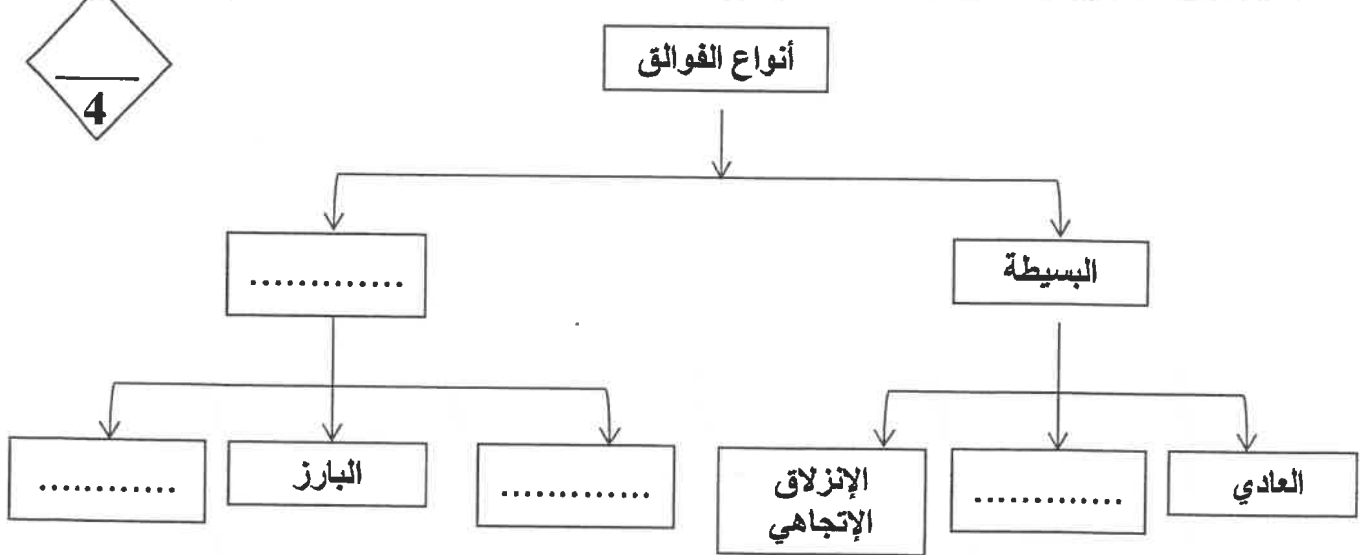 4
أنواع الفوالق
البسيطة
.............
العادي
.............
الإنزلاق
الإتجاهي
.............
البارز
.............